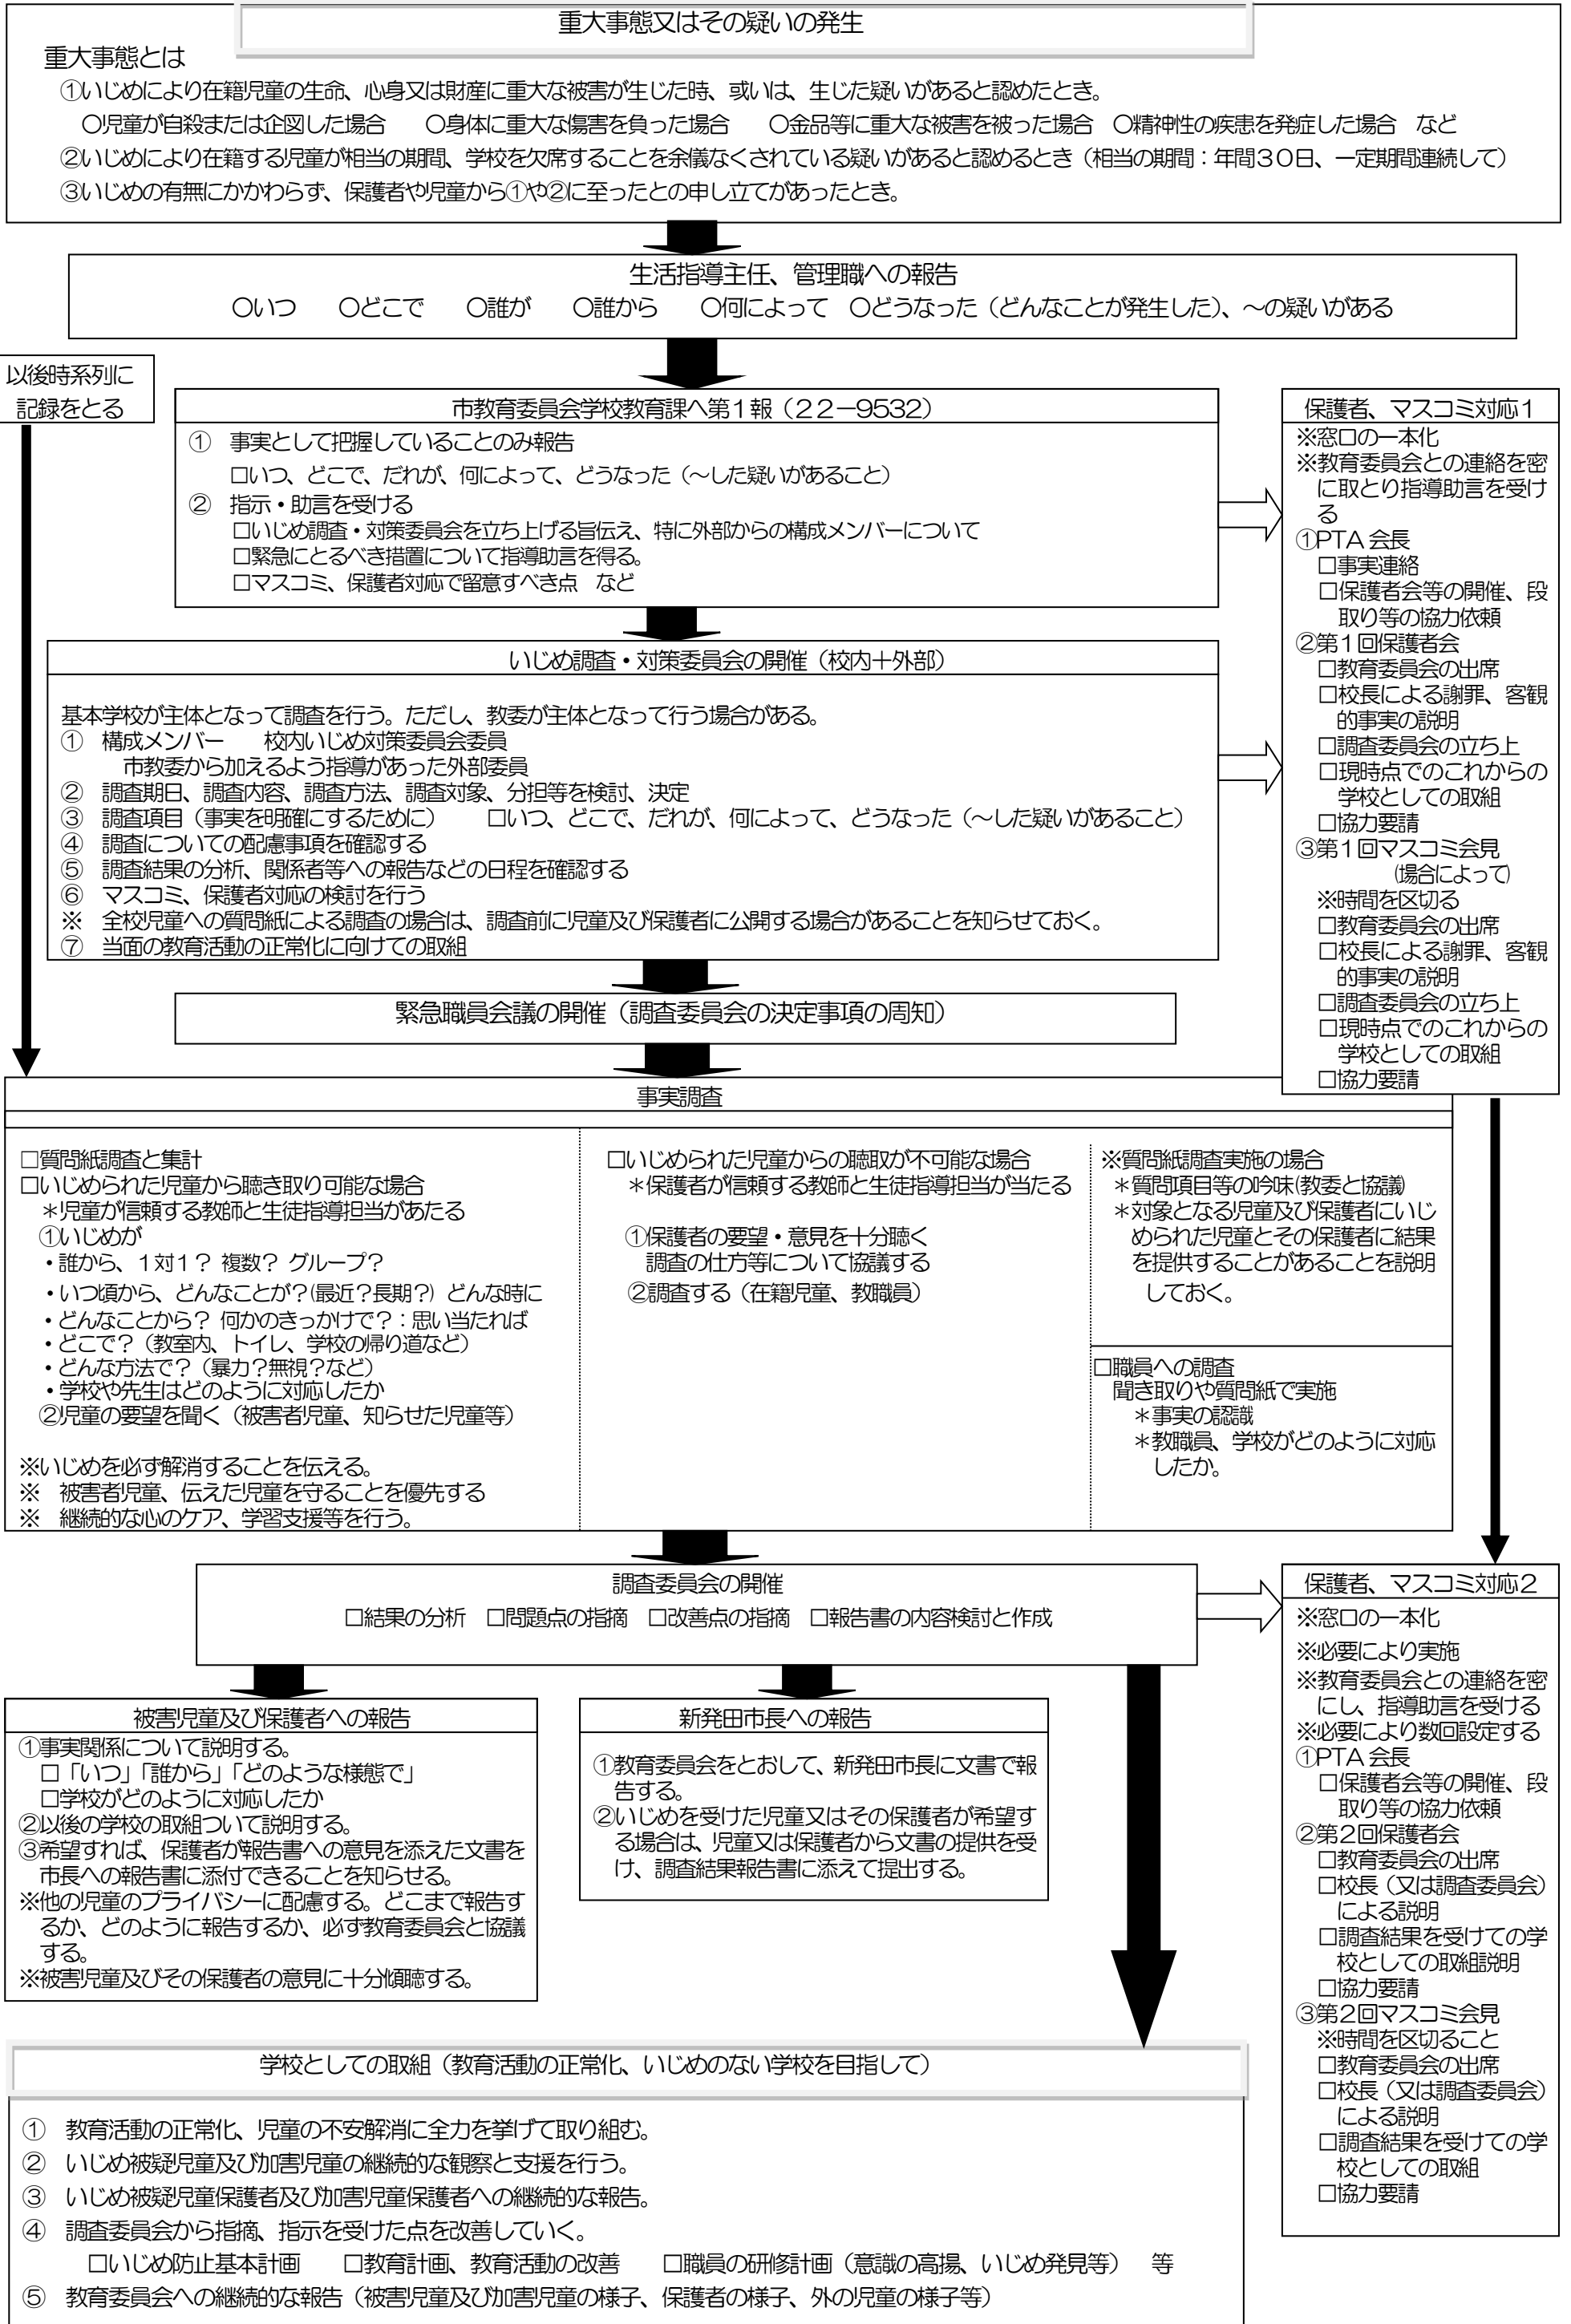 重大事態又はその疑いの発生
重大事態とは
①いじめにより在籍児童の生命、心身又は財産に重大な被害が生じた時、或いは、生じた疑いがあると認めたとき。
○児童が自殺または企図した場合　○身体に重大な傷害を負った場合　○金品等に重大な被害を被った場合　○精神性の疾患を発症した場合　など
②いじめにより在籍する児童が相当の期間、学校を欠席することを余儀なくされている疑いがあると認めるとき（相当の期間：年間３０日、一定期間連続して）
③いじめの有無にかかわらず、保護者や児童から①や②に至ったとの申し立てがあったとき。
生活指導主任、管理職への報告
○いつ　○どこで　○誰が　○誰から　○何によって　○どうなった（どんなことが発生した）、～の疑いがある
以後時系列に
記録をとる
市教育委員会学校教育課へ第１報（２２－9532）
①　事実として把握していることのみ報告
□いつ、どこで、だれが、何によって、どうなった（～した疑いがあること）
②　指示・助言を受ける
□いじめ調査・対策委員会を立ち上げる旨伝え、特に外部からの構成メンバーについて
□緊急にとるべき措置について指導助言を得る。
□マスコミ、保護者対応で留意すべき点　など
いじめ調査・対策委員会の開催（校内＋外部）
基本学校が主体となって調査を行う。ただし、教委が主体となって行う場合がある。
①　構成メンバー　　校内いじめ対策委員会委員
市教委から加えるよう指導があった外部委員
②　調査期日、調査内容、調査方法、調査対象、分担等を検討、決定
③　調査項目（事実を明確にするために）　　□いつ、どこで、だれが、何によって、どうなった（～した疑いがあること）
④　調査についての配慮事項を確認する
⑤　調査結果の分析、関係者等への報告などの日程を確認する
⑥　マスコミ、保護者対応の検討を行う
※　全校児童への質問紙による調査の場合は、調査前に児童及び保護者に公開する場合があることを知らせておく。
⑦　当面の教育活動の正常化に向けての取組
緊急職員会議の開催（調査委員会の決定事項の周知）
保護者、マスコミ対応１
※窓口の一本化
※教育委員会との連絡を密
に取とり指導助言を受け
る
①PTA 会長
□事実連絡
□保護者会等の開催、段
取り等の協力依頼
②第１回保護者会
□教育委員会の出席
□校長による謝罪、客観
的事実の説明
□調査委員会の立ち上
□現時点でのこれからの
学校としての取組
□協力要請
③第１回マスコミ会見
（場合によって）
※時間を区切る
□教育委員会の出席
□校長による謝罪、客観
的事実の説明
□調査委員会の立ち上
□現時点でのこれからの
学校としての取組
□協力要請
事実調査
□質問紙調査と集計
□いじめられた児童から聴き取り可能な場合
＊児童が信頼する教師と生徒指導担当があたる
①いじめが
・誰から、１対１？ 複数？ グループ？
・いつ頃から、どんなことが？(最近？長期？) どんな時に
・どんなことから？ 何かのきっかけで？：思い当たれば
・どこで？（教室内、トイレ、学校の帰り道など）
・どんな方法で？（暴力？無視？など）
・学校や先生はどのように対応したか
②児童の要望を聞く（被害者児童、知らせた児童等）
※いじめを必ず解消することを伝える。
※　被害者児童、伝えた児童を守ることを優先する
※　継続的な心のケア、学習支援等を行う。
□いじめられた児童からの聴取が不可能な場合
＊保護者が信頼する教師と生徒指導担当が当たる
①保護者の要望・意見を十分聴く
調査の仕方等について協議する
②調査する（在籍児童、教職員）
※質問紙調査実施の場合
＊質問項目等の吟味(教委と協議)
＊対象となる児童及び保護者にいじ
められた児童とその保護者に結果
を提供することがあることを説明
しておく。
□職員への調査
聞き取りや質問紙で実施
＊事実の認識
＊教職員、学校がどのように対応
したか。
調査委員会の開催
□結果の分析　□問題点の指摘　□改善点の指摘　□報告書の内容検討と作成
被害児童及び保護者への報告
①事実関係について説明する。
□「いつ」「誰から」「どのような様態で」
□学校がどのように対応したか
②以後の学校の取組ついて説明する。
③希望すれば、保護者が報告書への意見を添えた文書を
市長への報告書に添付できることを知らせる。
※他の児童のプライバシーに配慮する。どこまで報告す
るか、どのように報告するか、必ず教育委員会と協議
する。
※被害児童及びその保護者の意見に十分傾聴する。
新発田市長への報告
①教育委員会をとおして、新発田市長に文書で報
告する。
②いじめを受けた児童又はその保護者が希望す
る場合は、児童又は保護者から文書の提供を受
け、調査結果報告書に添えて提出する。
保護者、マスコミ対応２
※窓口の一本化
※必要により実施
※教育委員会との連絡を密
にし、指導助言を受ける
※必要により数回設定する
①PTA 会長
□保護者会等の開催、段
取り等の協力依頼
②第２回保護者会
□教育委員会の出席
□校長（又は調査委員会）
による説明
□調査結果を受けての学
校としての取組説明
□協力要請
③第２回マスコミ会見
※時間を区切ること
□教育委員会の出席
□校長（又は調査委員会）
による説明
□調査結果を受けての学
校としての取組
□協力要請
学校としての取組（教育活動の正常化、いじめのない学校を目指して）
①　教育活動の正常化、児童の不安解消に全力を挙げて取り組む。
②　いじめ被疑児童及び加害児童の継続的な観察と支援を行う。
③　いじめ被疑児童保護者及び加害児童保護者への継続的な報告。
④　調査委員会から指摘、指示を受けた点を改善していく。
□いじめ防止基本計画　□教育計画、教育活動の改善　□職員の研修計画（意識の高揚、いじめ発見等）　等
⑤　教育委員会への継続的な報告（被害児童及び加害児童の様子、保護者の様子、外の児童の様子等）